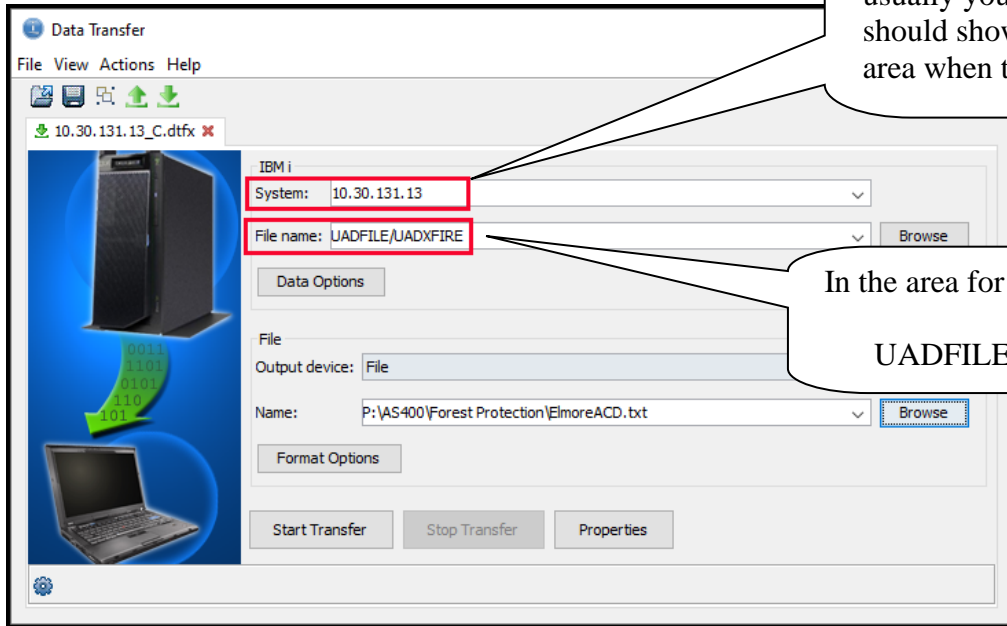 usually you
should show
area when t
Data Transfer
File View Actions Help
10.30.131.13_C.dtfx
IBM i
System: 10.30.131.13
File name: UADFILE/UADXFIRE Browse
Data Options
In the area for
UADFILE
File
Output device: File
Name: P:\AS400\Forest Protection\ElmoreACD.txt Browse
Format Options
Start Transfer Stop Transfer Properties
0011
1101
0101
110
101